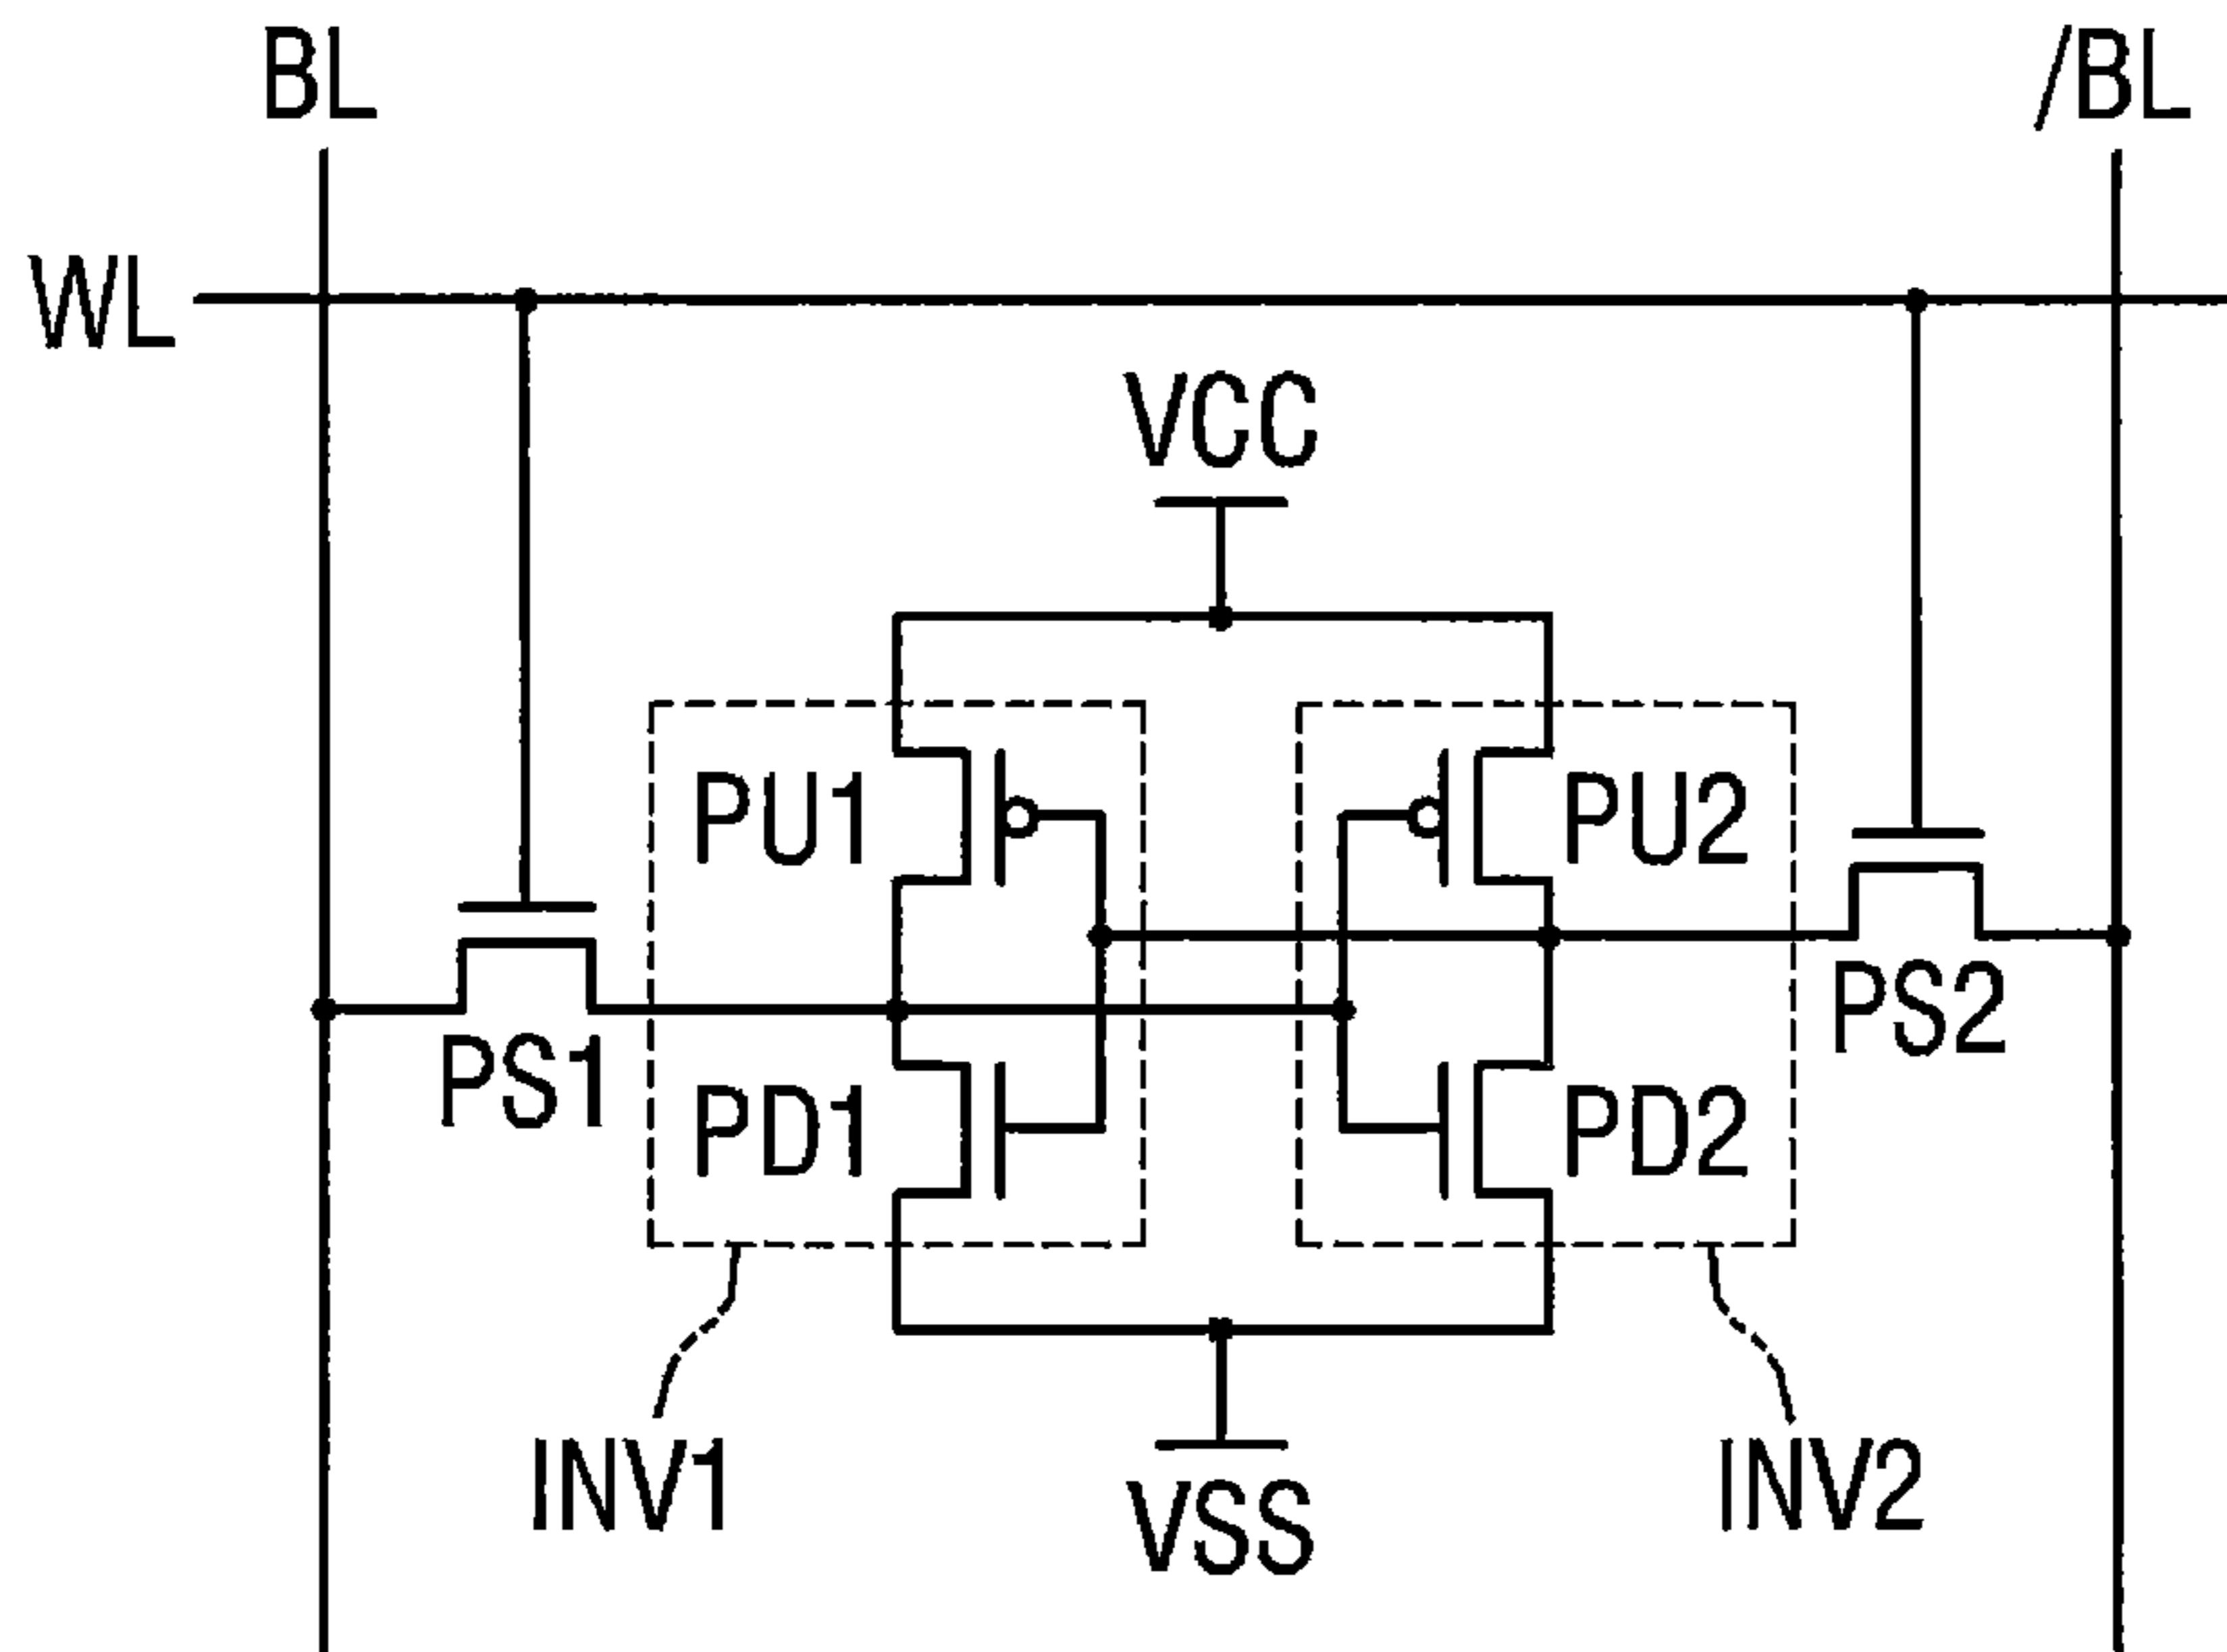 BL
/BL
WL
VCC
PU1
PU2
PS1
PS2
PD1
PD2
INV1
INV2
VSS